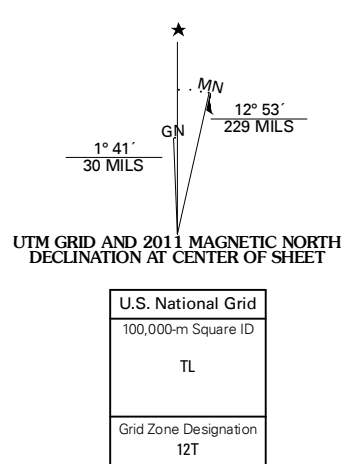 MN
12° 53´
229 MILS
GN
1° 41´
30 MILS
UTM GRID AND 2011 MAGNETIC NORTH
DECLINATION AT CENTER OF SHEET
U.S. National Grid
100,000-m Square ID
TL
Grid Zone Designation
12T